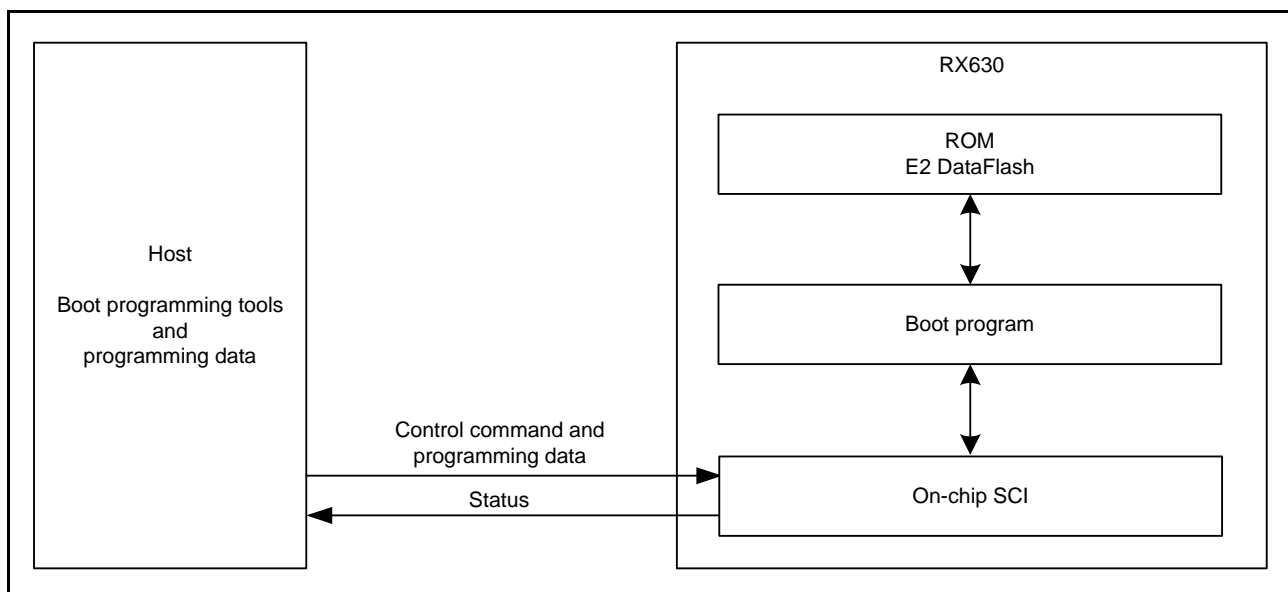 Host
Boot programming tools
and
programming data
Control command and
programming data
Status
RX630
ROM
E2 DataFlash
Boot program
On-chip SCI